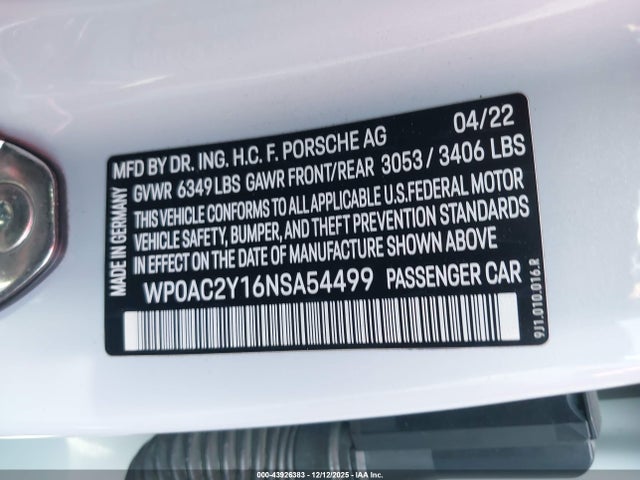 MFD BY DR. ING. H.C. F. PORSCHE AG 04/22
GVWR 6349 LBS GAWR FRONT/REAR 3053 / 3406 LBS
THIS VEHICLE CONFORMS TO ALL APPLICABLE U.S. FEDERAL MOTOR
VEHICLE SAFETY, BUMPER, AND THEFT PREVENTION STANDARDS
IN EFFECT ON THE DATE OF MANUFACTURE SHOWN ABOVE
WP0AC2Y16NSA54499 PASSENGER CAR
MADE IN GERMANY
9J1.010.016.R
000-43926383 - 12/12/2025 - IAA Inc.